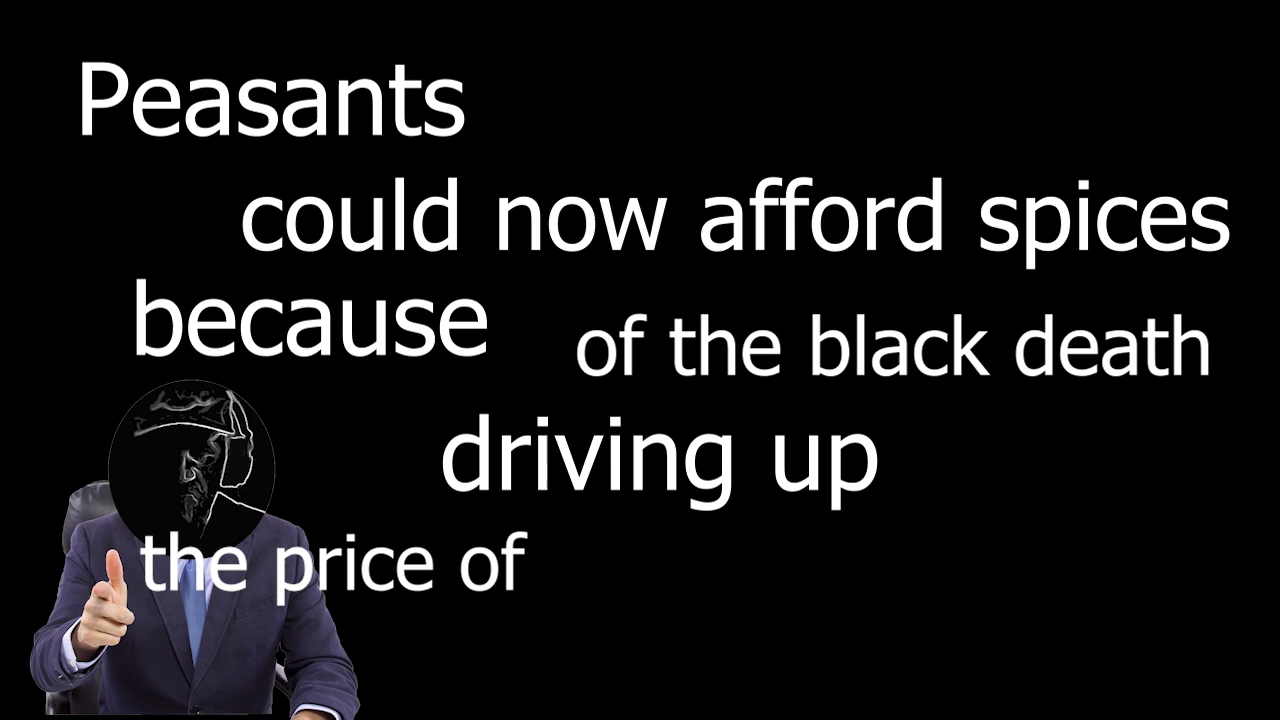 Peasants
could now afford spices
because
of the black death
driving up
the price of